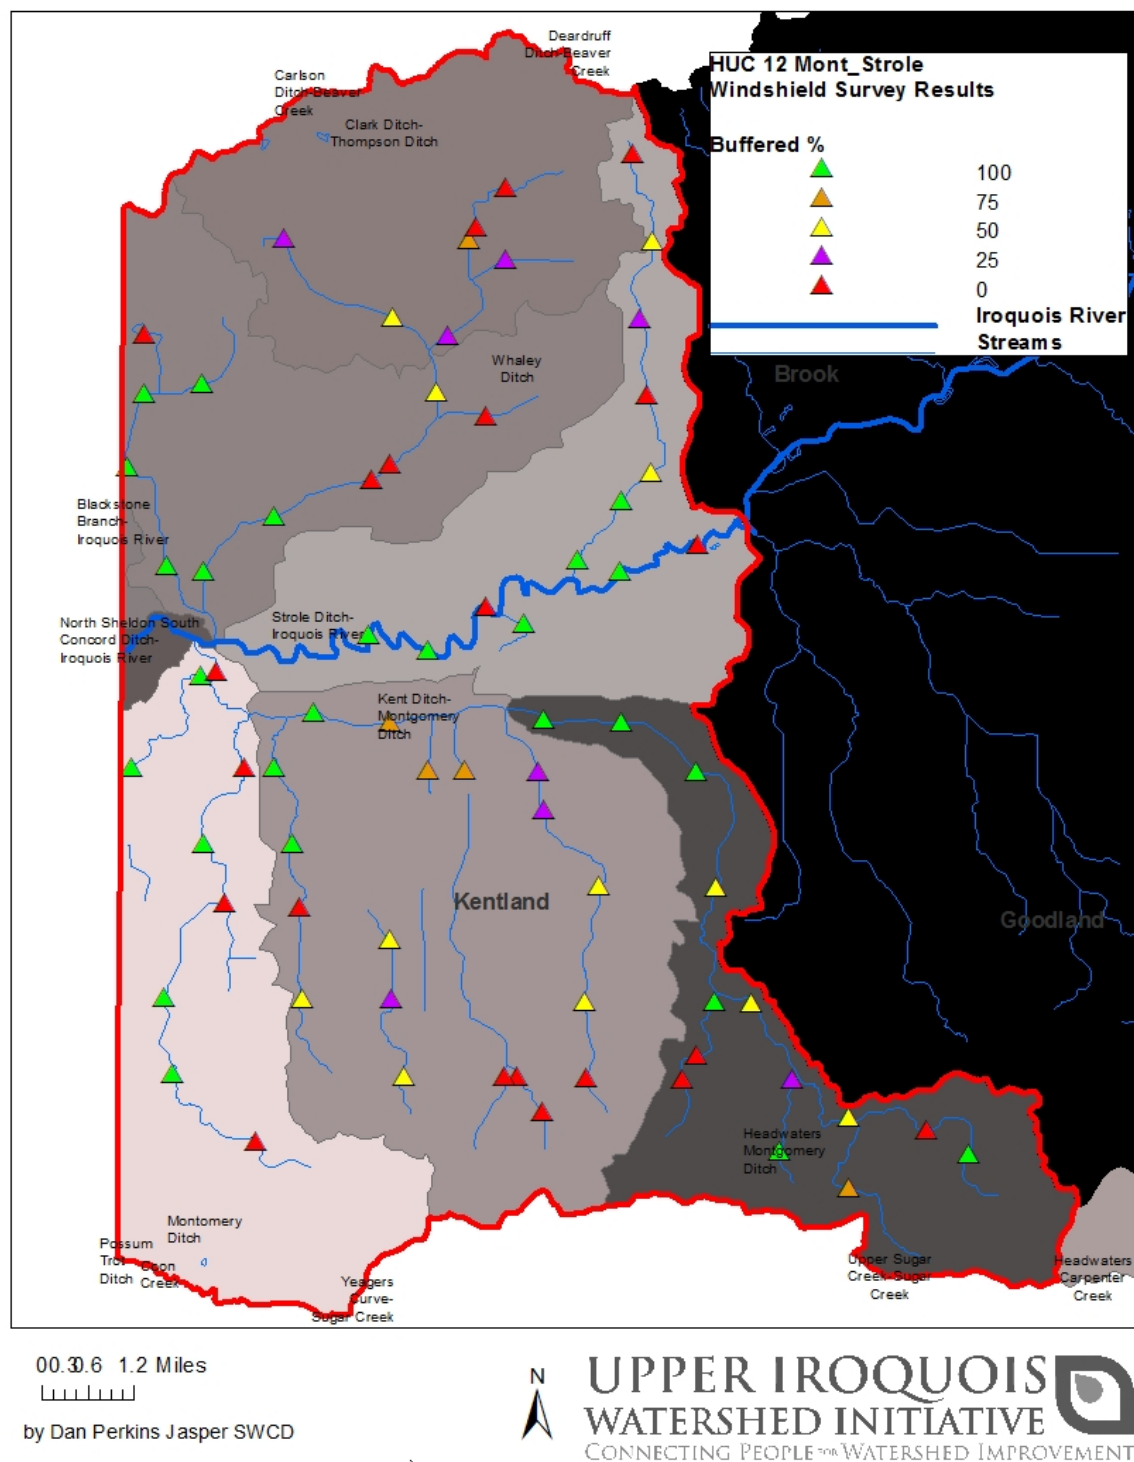 Deardruff
Ditch-Beaver
Creek
Carlson
Ditch-Beaver
Creek
Clark Ditch-
Thompson Ditch
HUC 12 Mont_Strole
Windshield Survey Results
Buffered %
100
75
50
25
0
Iroquois River
Streams
Brook
Whaley
Ditch
Blackstone
Branch-
Iroquois River
North Sheldon South
Concord Ditch-
Iroquois River
Strole Ditch-
Iroquois River
Kent Ditch-
Montgomery
Ditch
Kentland
Goodland
Headwaters
Montgomery
Ditch
Montomery
Ditch
Possum
Trot
Ditch
Coon
Creek
Yeagers
Curve-
Sugar Creek
Upper Sugar
Creek-Sugar
Creek
Headwaters
Carpenter
Creek
00.30.6 1.2 Miles
by Dan Perkins Jasper SWCD
N
UPPER IROQUOIS
WATERSHED INITIATIVE
CONNECTING PEOPLE FOR WATERSHED IMPROVEMENT